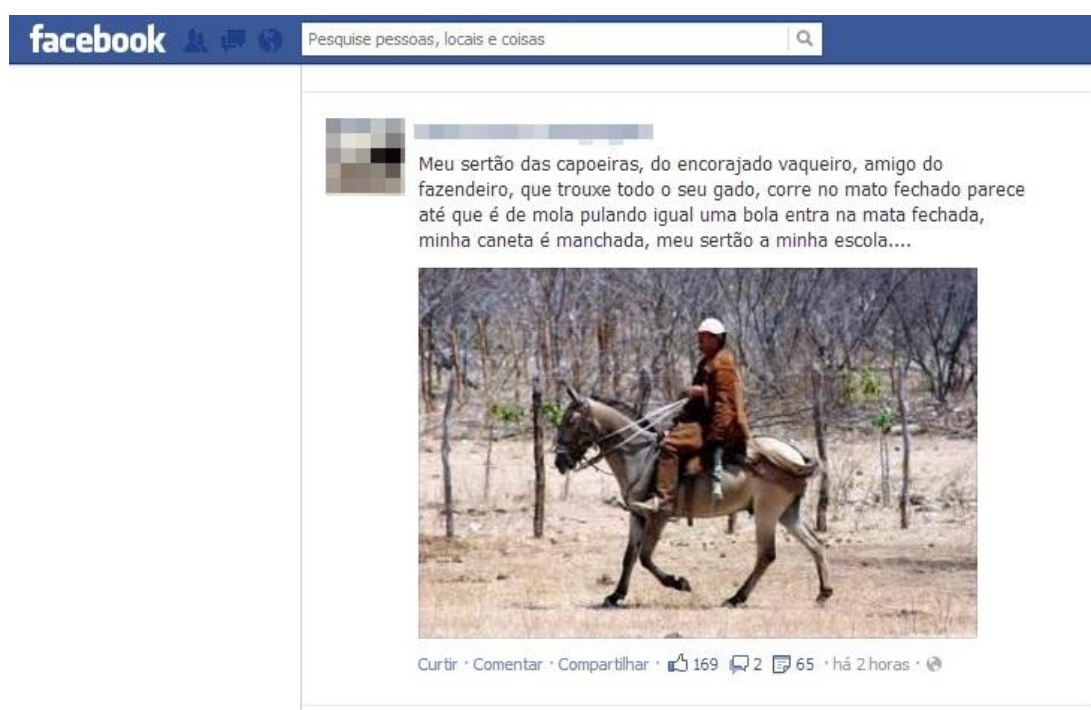 facebook
Pesquise pessoas, locais e coisas
Meu sertão das capoeiras, do encorajado vaqueiro, amigo do
fazendeiro, que trouxe todo o seu gado, corre no mato fechado parece
até que é de mola pulando igual uma bola entra na mata fechada,
minha caneta é manchada, meu sertão a minha escola....
Curtir · Comentar · Compartilhar · 169 2 65 · há 2 horas ·